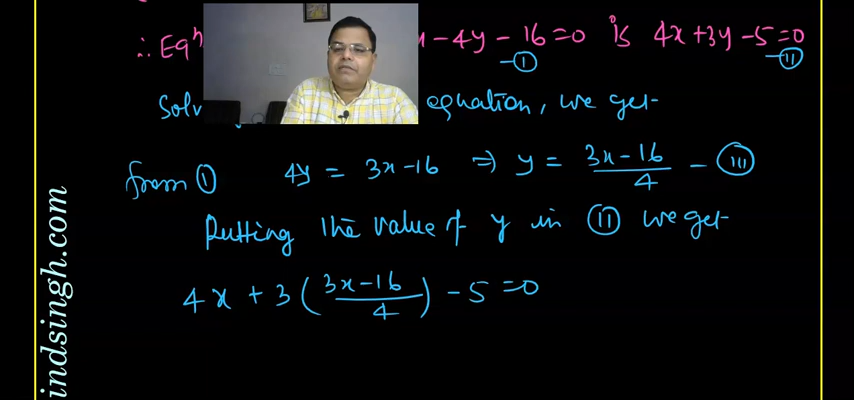 ∴ Eqⁿ - 4y - 16 = 0 is 4x + 3y - 5 = 0
- (I) - (II)
Solv equation, we get
from (I) 4y = 3x - 16 ⇒ y = (3x - 16)/4 - (III)
Putting the value of y in (II) we get
4x + 3 ((3x - 16)/4) - 5 = 0
indsingh.com